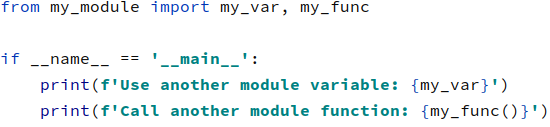 from my_module import my_var, my_func

if __name__ == '__main__':
    print(f'Use another module variable: {my_var}')
    print(f'Call another module function: {my_func()}')